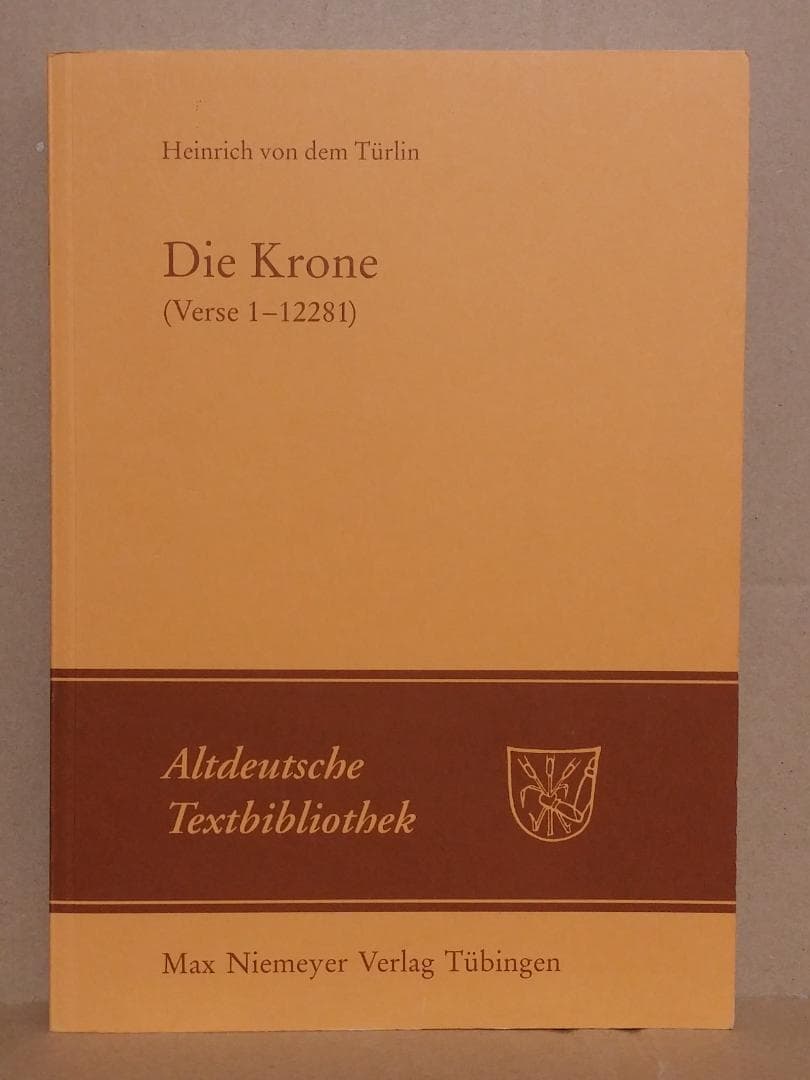 Heinrich von dem Türlin
Die Krone
(Verse 1–12281)
Altdeutsche
Textbibliothek
Max Niemeyer Verlag Tübingen